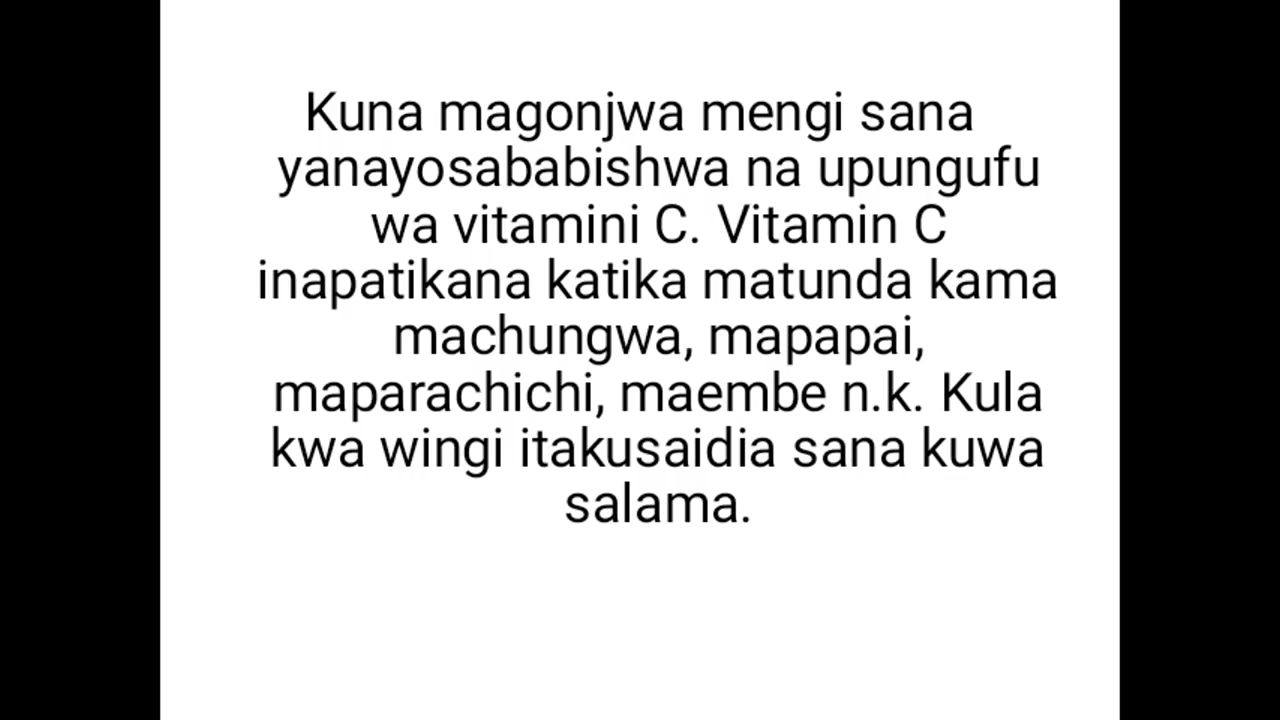 Kuna magonjwa mengi sana
yanayosababishwa na upungufu
wa vitamini C. Vitamin C
inapatikana katika matunda kama
machungwa, mapapai,
maparachichi, maembe n.k. Kula
kwa wingi itakusaidia sana kuwa
salama.